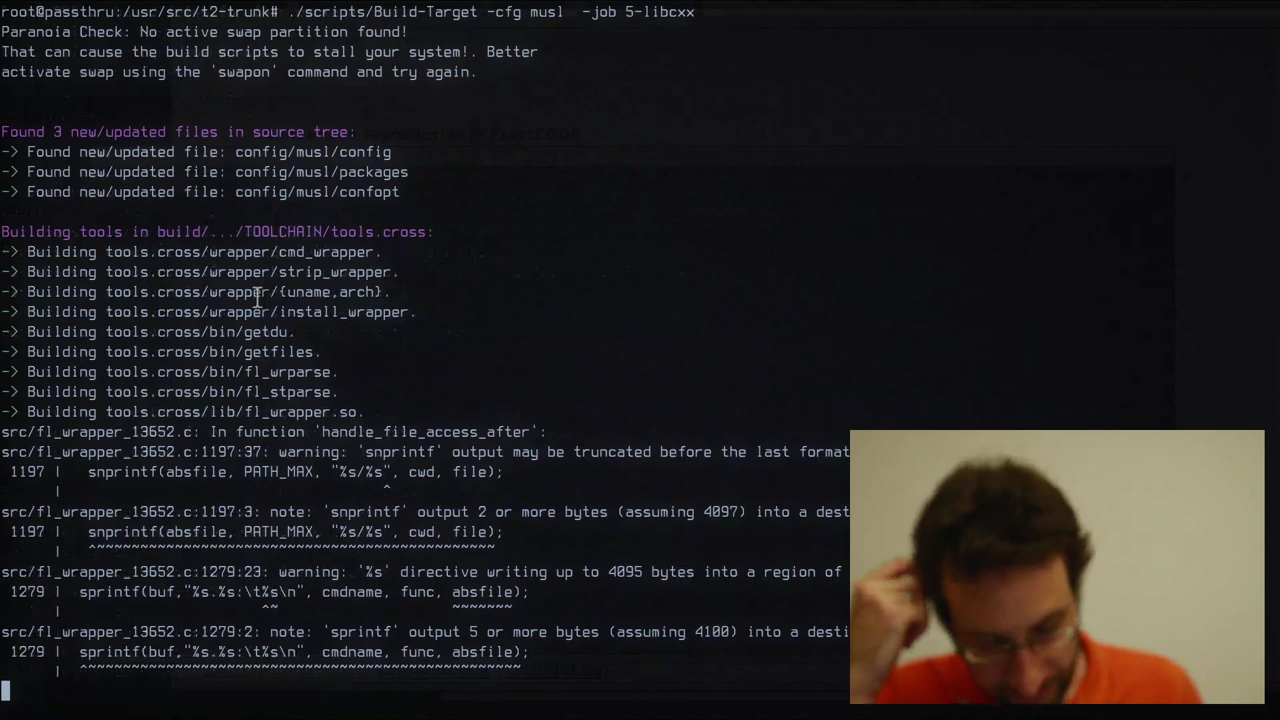 root@passthru:/usr/src/t2-trunk# ./scripts/Build-Target -cfg musl  -job 5-libcxx
Paranoia Check: No active swap partition found!
That can cause the build scripts to stall your system!. Better
activate swap using the 'swapon' command and try again.
Found 3 new/updated files in source tree:
-> Found new/updated file: config/musl/config
-> Found new/updated file: config/musl/packages
-> Found new/updated file: config/musl/confopt
Building tools in build/.../TOOLCHAIN/tools.cross:
-> Building tools.cross/wrapper/cmd_wrapper.
-> Building tools.cross/wrapper/strip_wrapper.
-> Building tools.cross/wrapper/{uname,arch}.
-> Building tools.cross/wrapper/install_wrapper.
-> Building tools.cross/bin/getdu.
-> Building tools.cross/bin/getfiles.
-> Building tools.cross/bin/fl_wrparse.
-> Building tools.cross/bin/fl_stparse.
-> Building tools.cross/lib/fl_wrapper.so.
src/fl_wrapper_13652.c: In function 'handle_file_access_after':
src/fl_wrapper_13652.c:1197:37: warning: 'snprintf' output may be truncated before the last format
 1197 |   snprintf(absfile, PATH_MAX, "%s/%s", cwd, file);
      |                                     ^
src/fl_wrapper_13652.c:1197:3: note: 'snprintf' output 2 or more bytes (assuming 4097) into a dest
 1197 |   snprintf(absfile, PATH_MAX, "%s/%s", cwd, file);
      |   ^~~~~~~~~~~~~~~~~~~~~~~~~~~~~~~~~~~~~~~~~~~~~~~
src/fl_wrapper_13652.c:1279:23: warning: '%s' directive writing up to 4095 bytes into a region of
 1279 |  sprintf(buf,"%s.%s:\t%s\n", cmdname, func, absfile);
      |                       ^~                    ~~~~~~~
src/fl_wrapper_13652.c:1279:2: note: 'sprintf' output 5 or more bytes (assuming 4100) into a desti
 1279 |  sprintf(buf,"%s.%s:\t%s\n", cmdname, func, absfile);
      |  ^~~~~~~~~~~~~~~~~~~~~~~~~~~~~~~~~~~~~~~~~~~~~~~~~~~